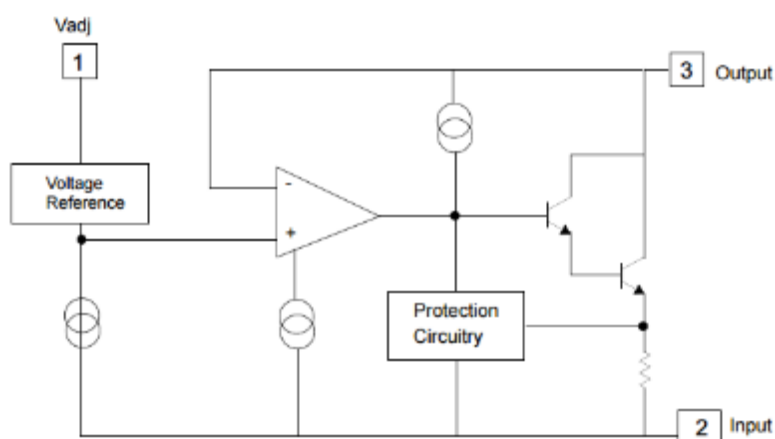 Vadj
1
3 Output
Voltage
Reference
-
+
Protection
Circuitry
2 Input